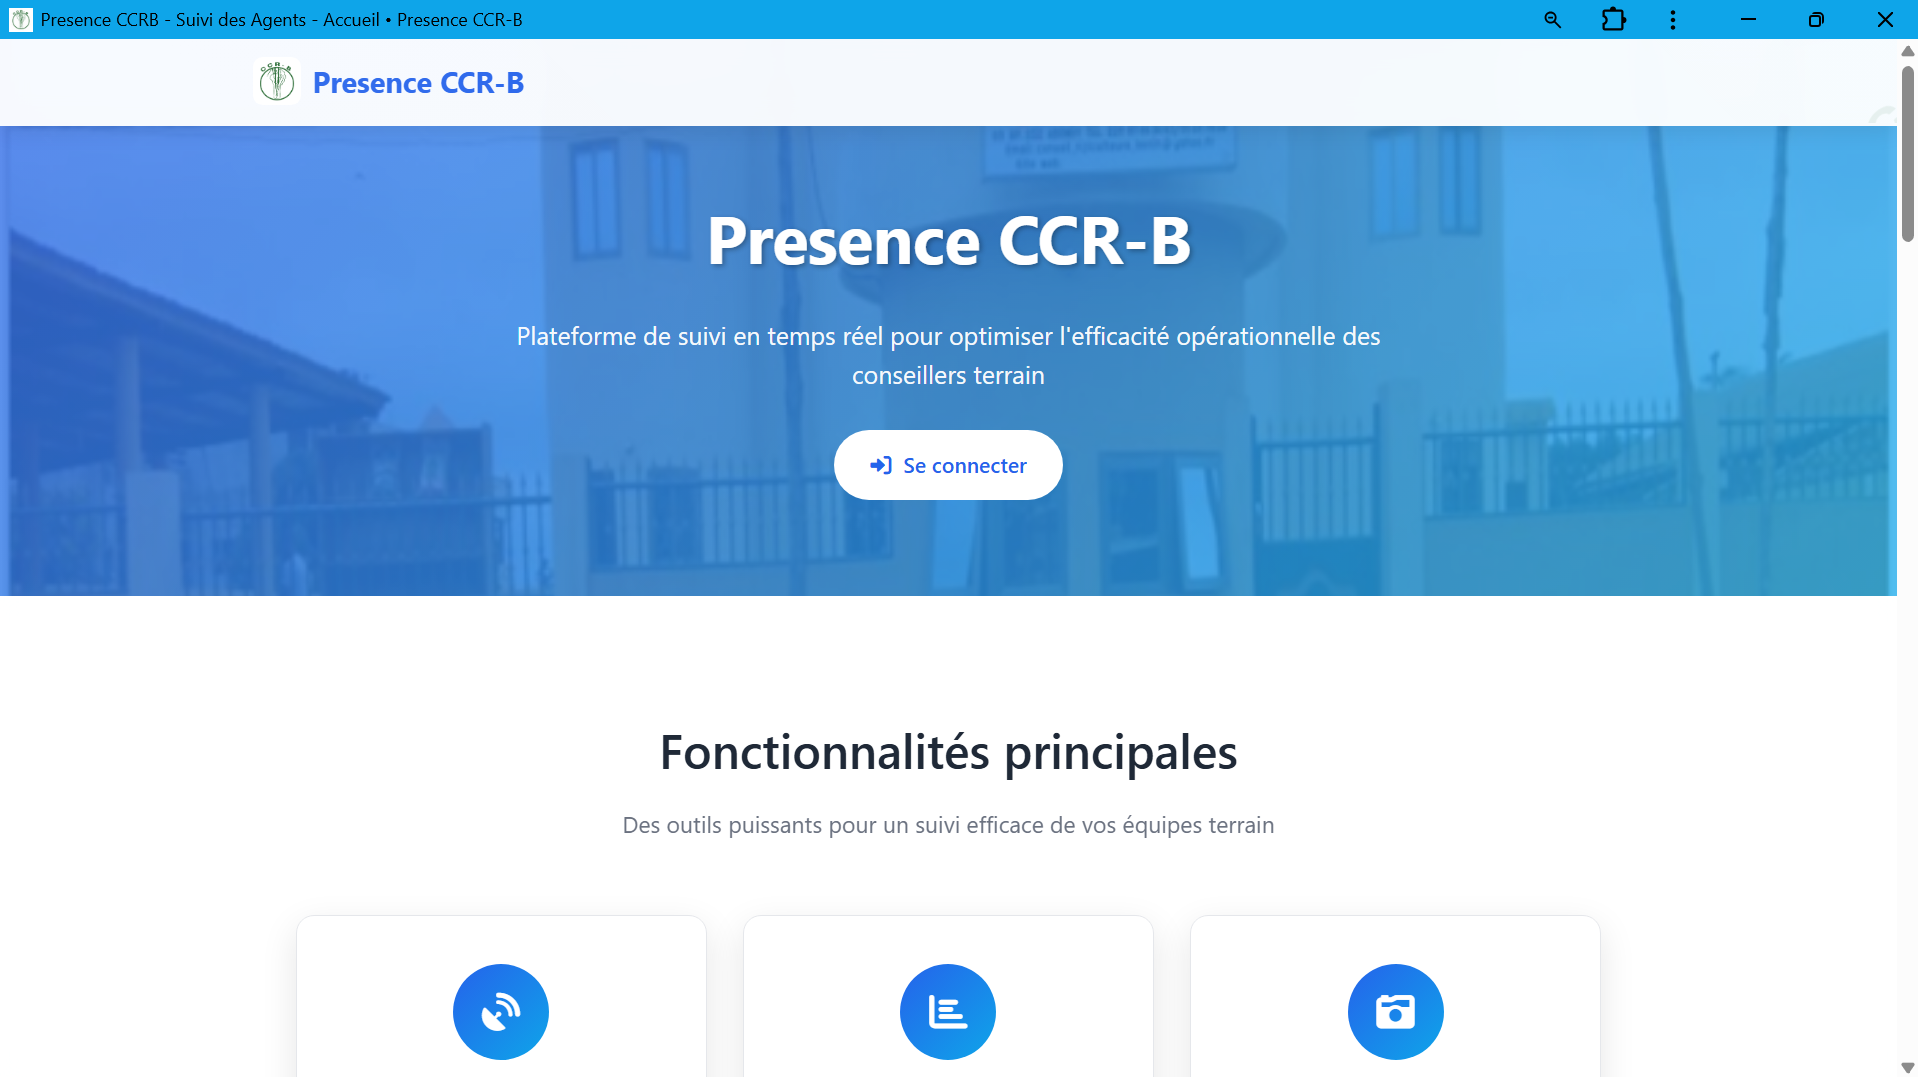 Presence CCRB - Suivi des Agents - Accueil • Presence CCR-B
CCR-B
Presence CCR-B
Presence CCR-B
Plateforme de suivi en temps réel pour optimiser l'efficacité opérationnelle des
conseillers terrain
Se connecter
Fonctionnalités principales
Des outils puissants pour un suivi efficace de vos équipes terrain